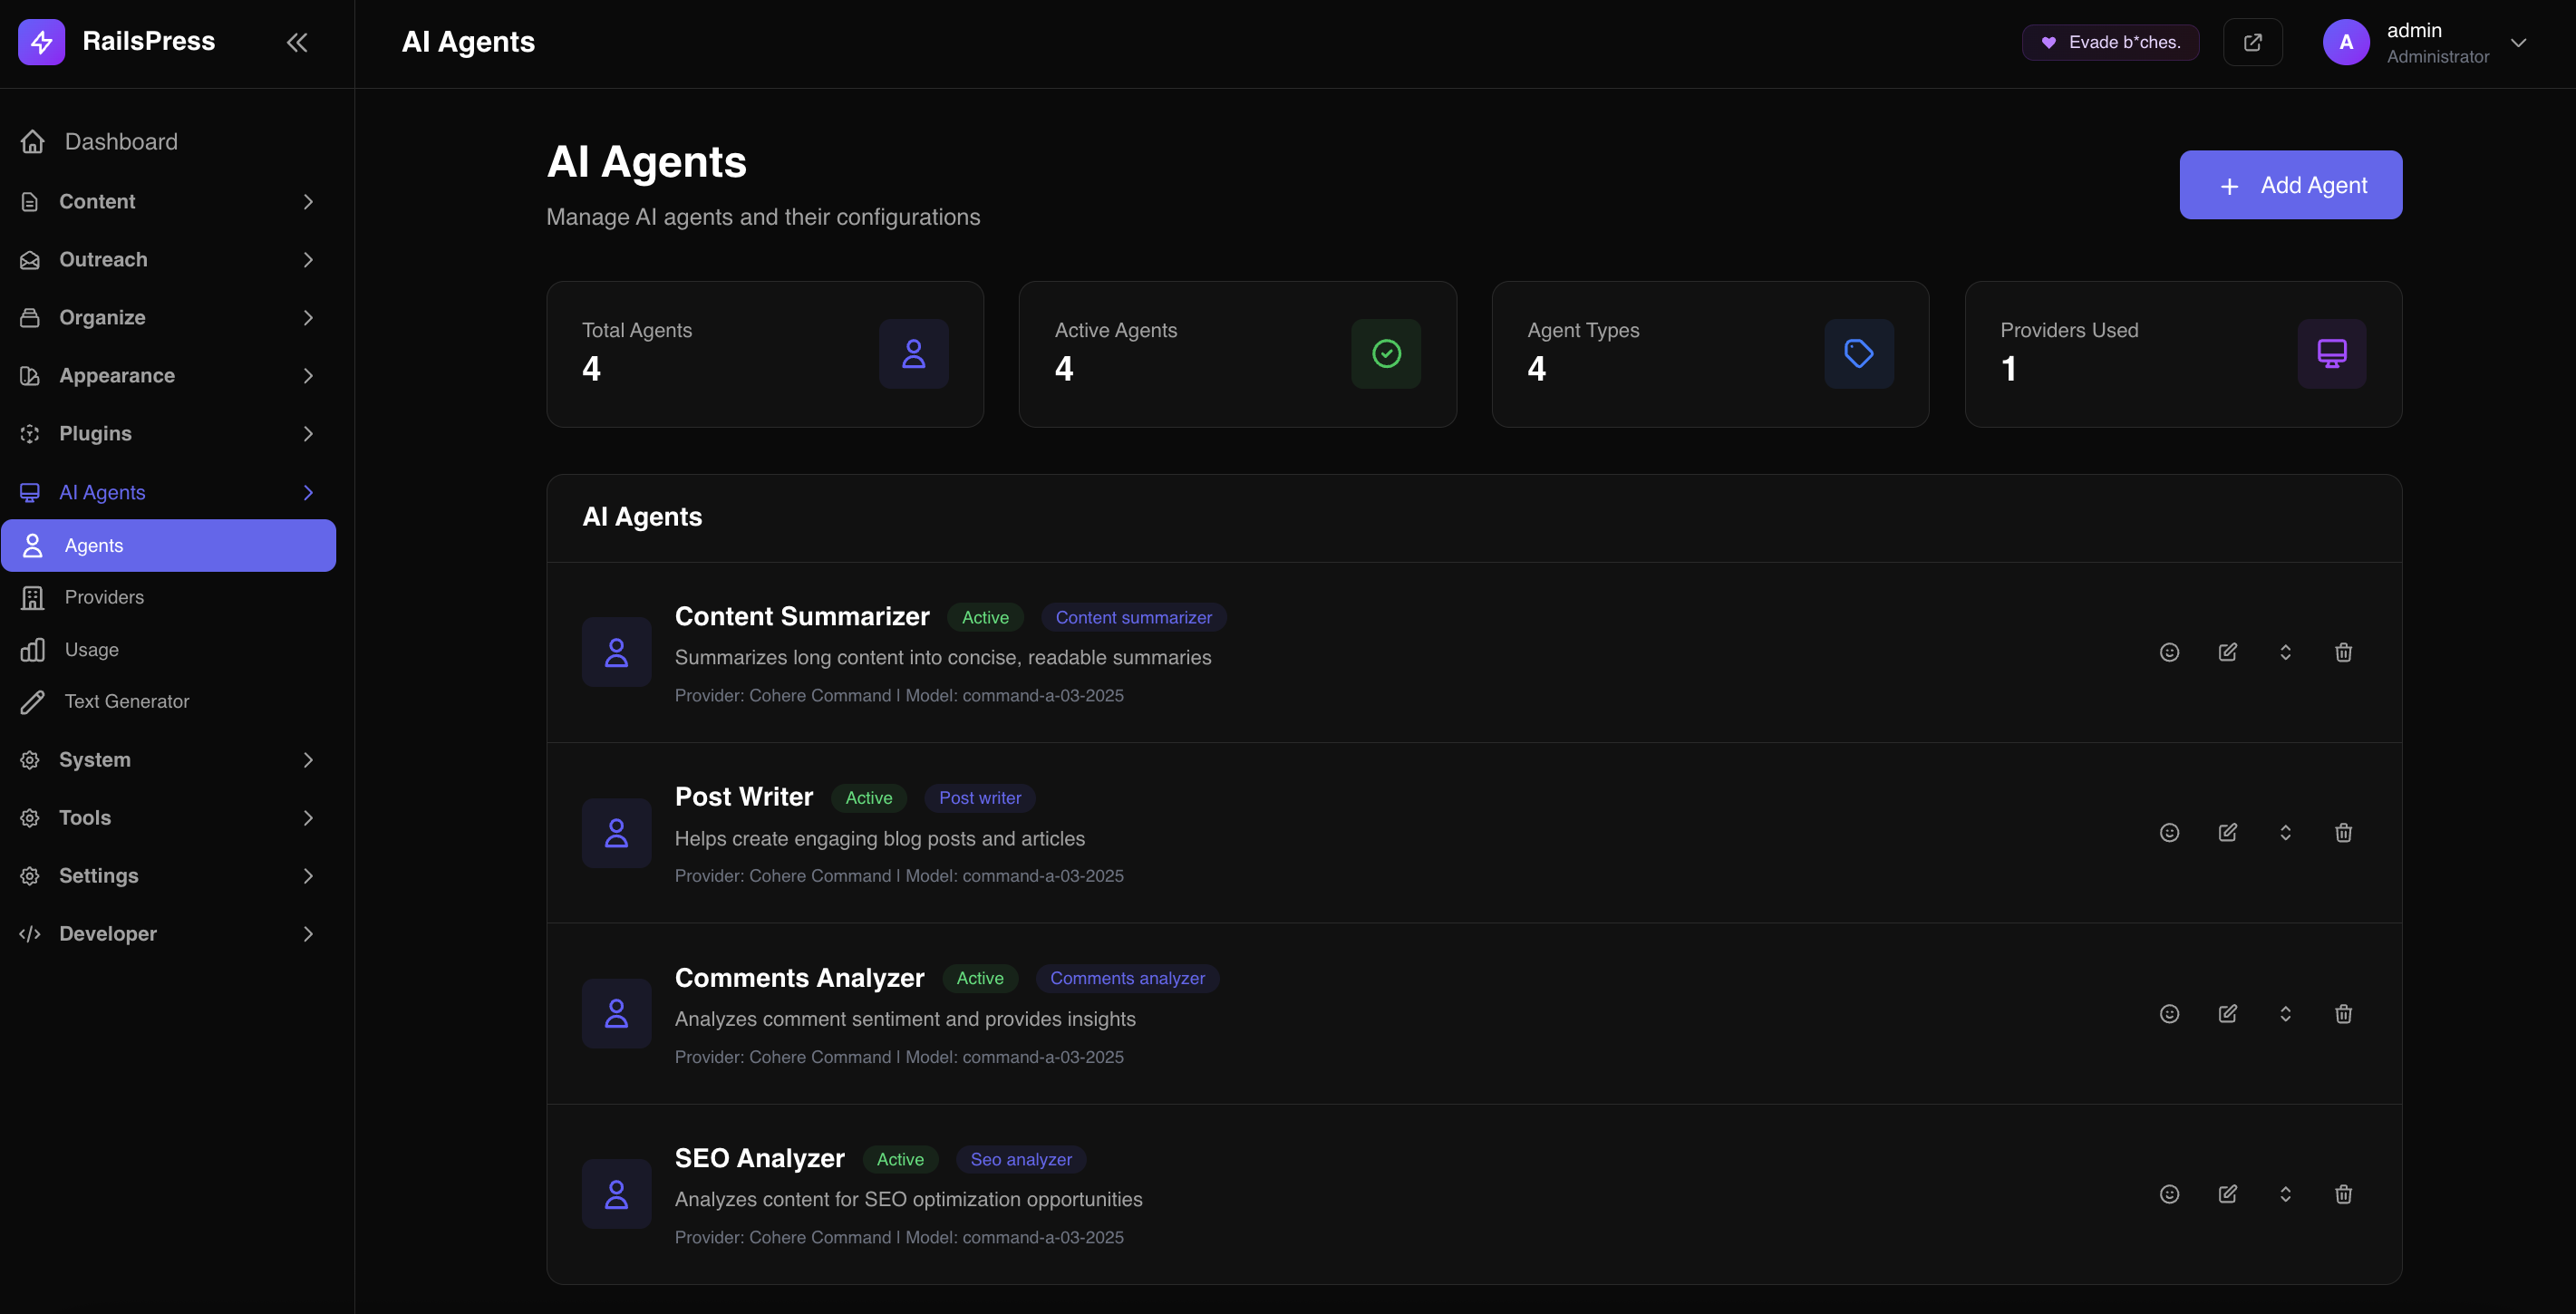 RailsPress
AI Agents
Evade b*ches.
A
admin
Administrator
Dashboard
Content
Outreach
Organize
Appearance
Plugins
AI Agents
Agents
Providers
Usage
Text Generator
System
Tools
Settings
Developer
AI Agents
Manage AI agents and their configurations
Add Agent
Total Agents
4
Active Agents
4
Agent Types
4
Providers Used
1
AI Agents
Content Summarizer Active Content summarizer
Summarizes long content into concise, readable summaries
Provider: Cohere Command | Model: command-a-03-2025
Post Writer Active Post writer
Helps create engaging blog posts and articles
Provider: Cohere Command | Model: command-a-03-2025
Comments Analyzer Active Comments analyzer
Analyzes comment sentiment and provides insights
Provider: Cohere Command | Model: command-a-03-2025
SEO Analyzer Active Seo analyzer
Analyzes content for SEO optimization opportunities
Provider: Cohere Command | Model: command-a-03-2025